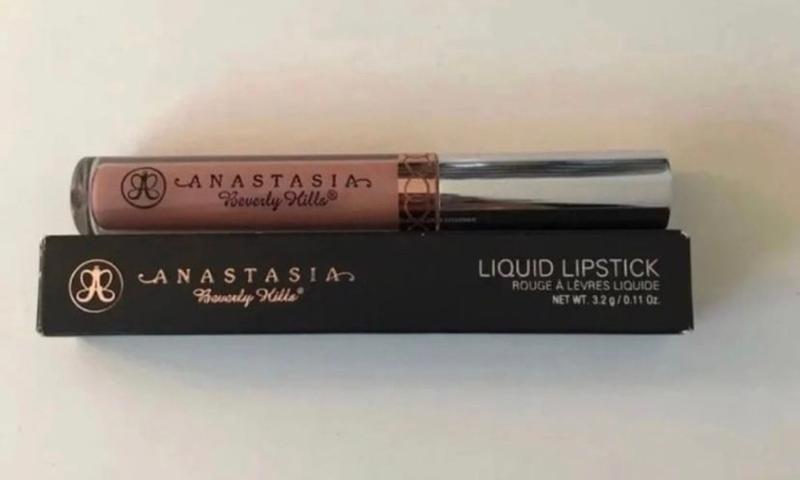 ANASTASIA
Beverly Hills®
ANASTASIA
Beverly Hills®
LIQUID LIPSTICK
ROUGE À LÈVRES LIQUIDE
NET WT. 3.2 g / 0.11 Oz.